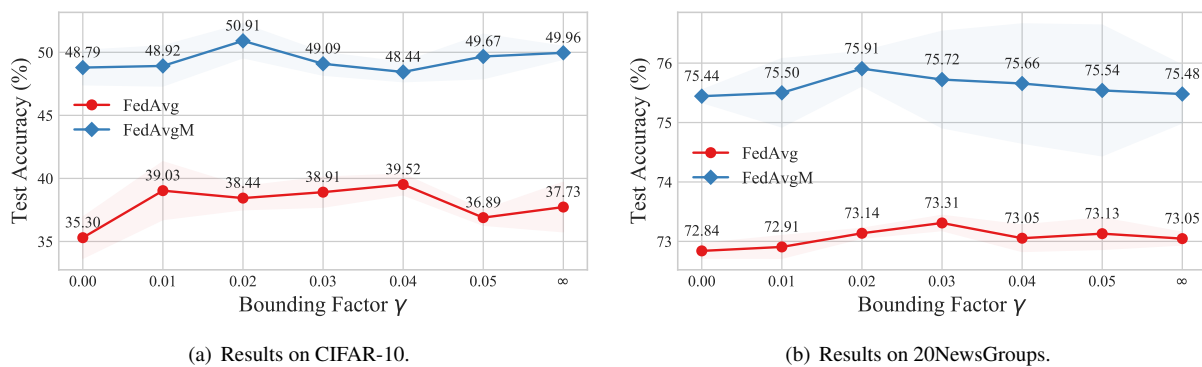 48.79 48.92 50.91 49.09 48.44 49.67 49.96
50
FedAvg
FedAvgM
45
40
39.03 38.44 38.91 39.52 36.89 37.73
35.30
35
Test Accuracy (%)
0.00 0.01 0.02 0.03 0.04 0.05 ∞
Bounding Factor γ
(a) Results on CIFAR-10.
75.44 75.50 75.91 75.72 75.66 75.54 75.48
76
75
FedAvg
FedAvgM
74
72.84 72.91 73.14 73.31 73.05 73.13 73.05
73
Test Accuracy (%)
0.00 0.01 0.02 0.03 0.04 0.05 ∞
Bounding Factor γ
(b) Results on 20NewsGroups.